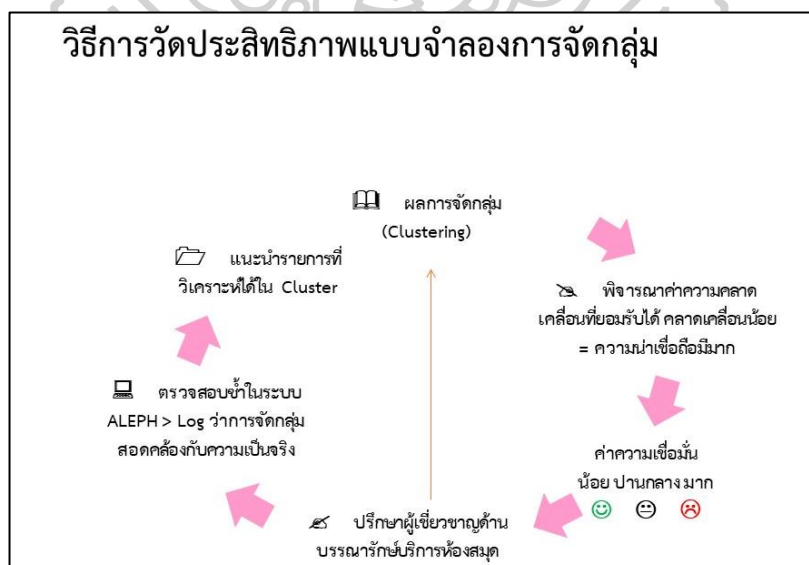 วิธีการวัดประสิทธิภาพแบบจำลองการจัดกลุ่ม
ผลการจัดกลุ่ม
(Clustering)
พิจารณาค่าความคลาด
เคลื่อนที่ยอมรับได้ คลาดเคลื่อนน้อย
= ความน่าเชื่อถือมีมาก
ค่าความเชื่อมั่น
น้อย ปานกลาง มาก
ปรึกษาผู้เชี่ยวชาญด้าน
บรรณารักษ์บริการห้องสมุด
ตรวจสอบซ้ำในระบบ
ALEPH > Log ว่าการจัดกลุ่ม
สอดคล้องกับความเป็นจริง
แนะนำรายการที่
วิเคราะห์ได้ใน Cluster